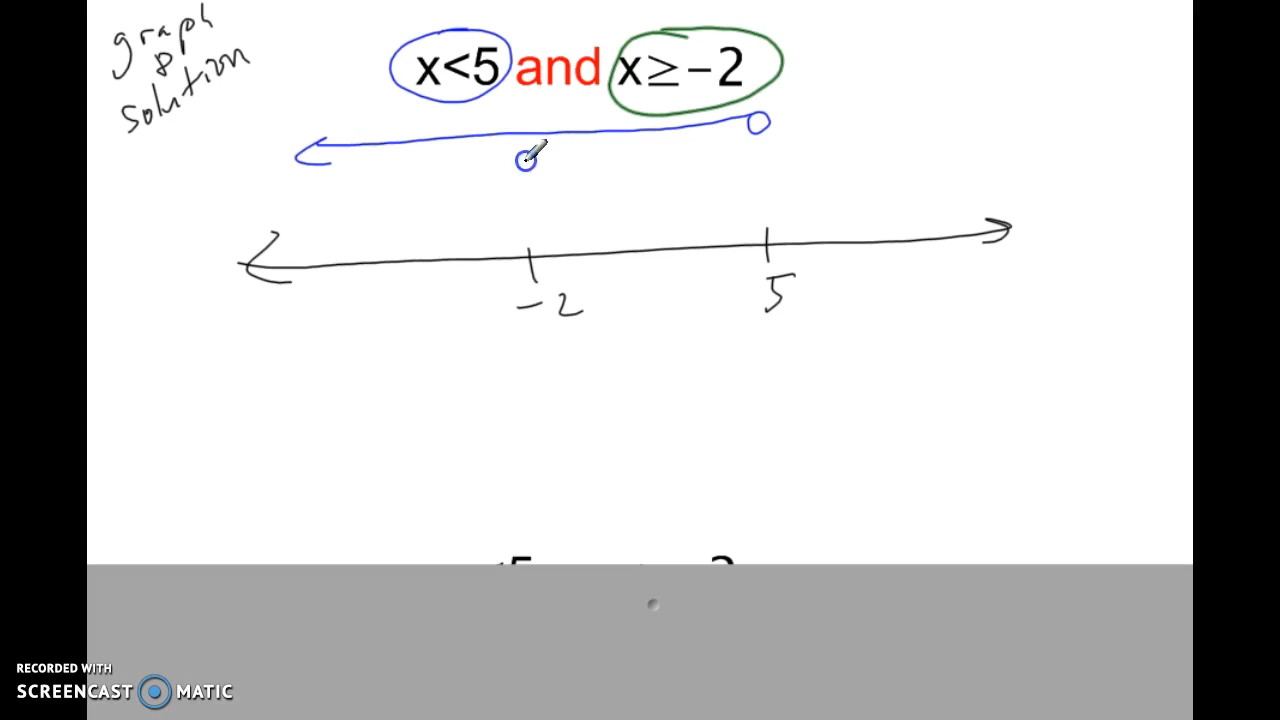 graph
&
solution
x<5 and x≥-2
-2
5
RECORDED WITH
SCREENCAST MATIC